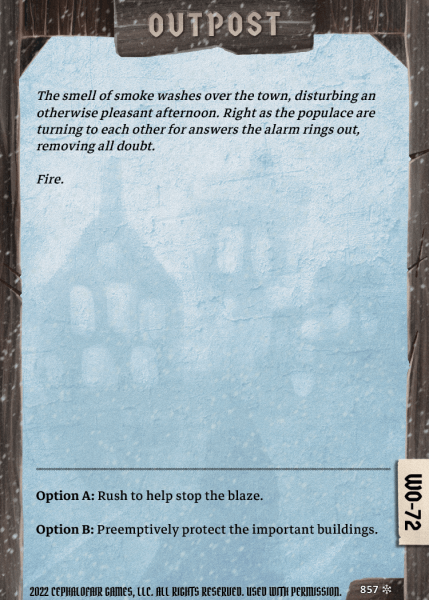 OUTPOST
The smell of smoke washes over the town, disturbing an
otherwise pleasant afternoon. Right as the populace are
turning to each other for answers the alarm rings out,
removing all doubt.
Fire.
Option A: Rush to help stop the blaze.
Option B: Preemptively protect the important buildings.
WO-72
2022 CEPHALOFAIR GAMES, LLC. ALL RIGHTS RESERVED. USED WITH PERMISSION.
857